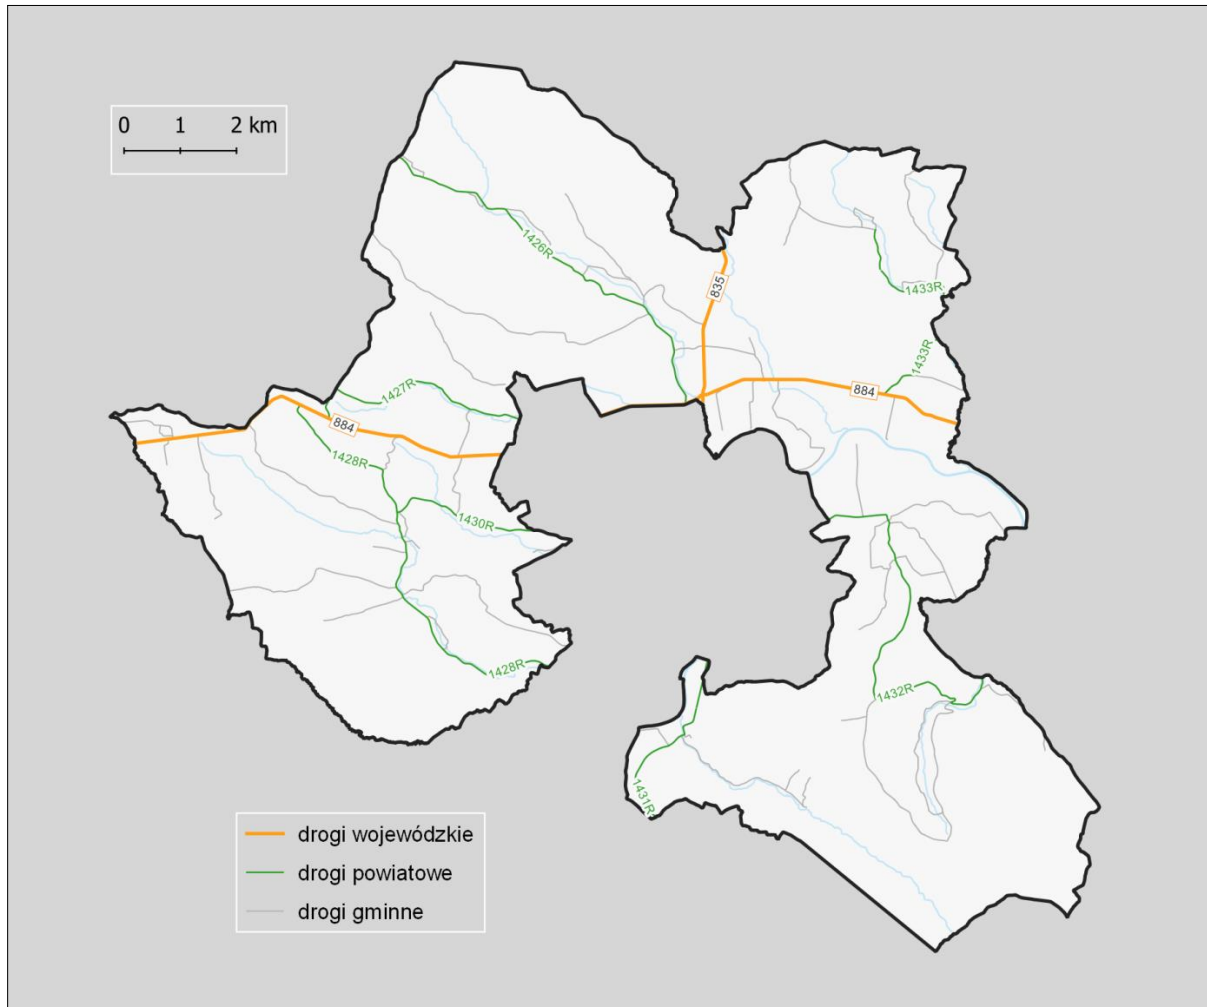 0 1 2 km
1426R
835
1433R
1433R
1427R
884
884
1428R
1430R
1428R
1432R
1431R
drogi wojewódzkie
drogi powiatowe
drogi gminne